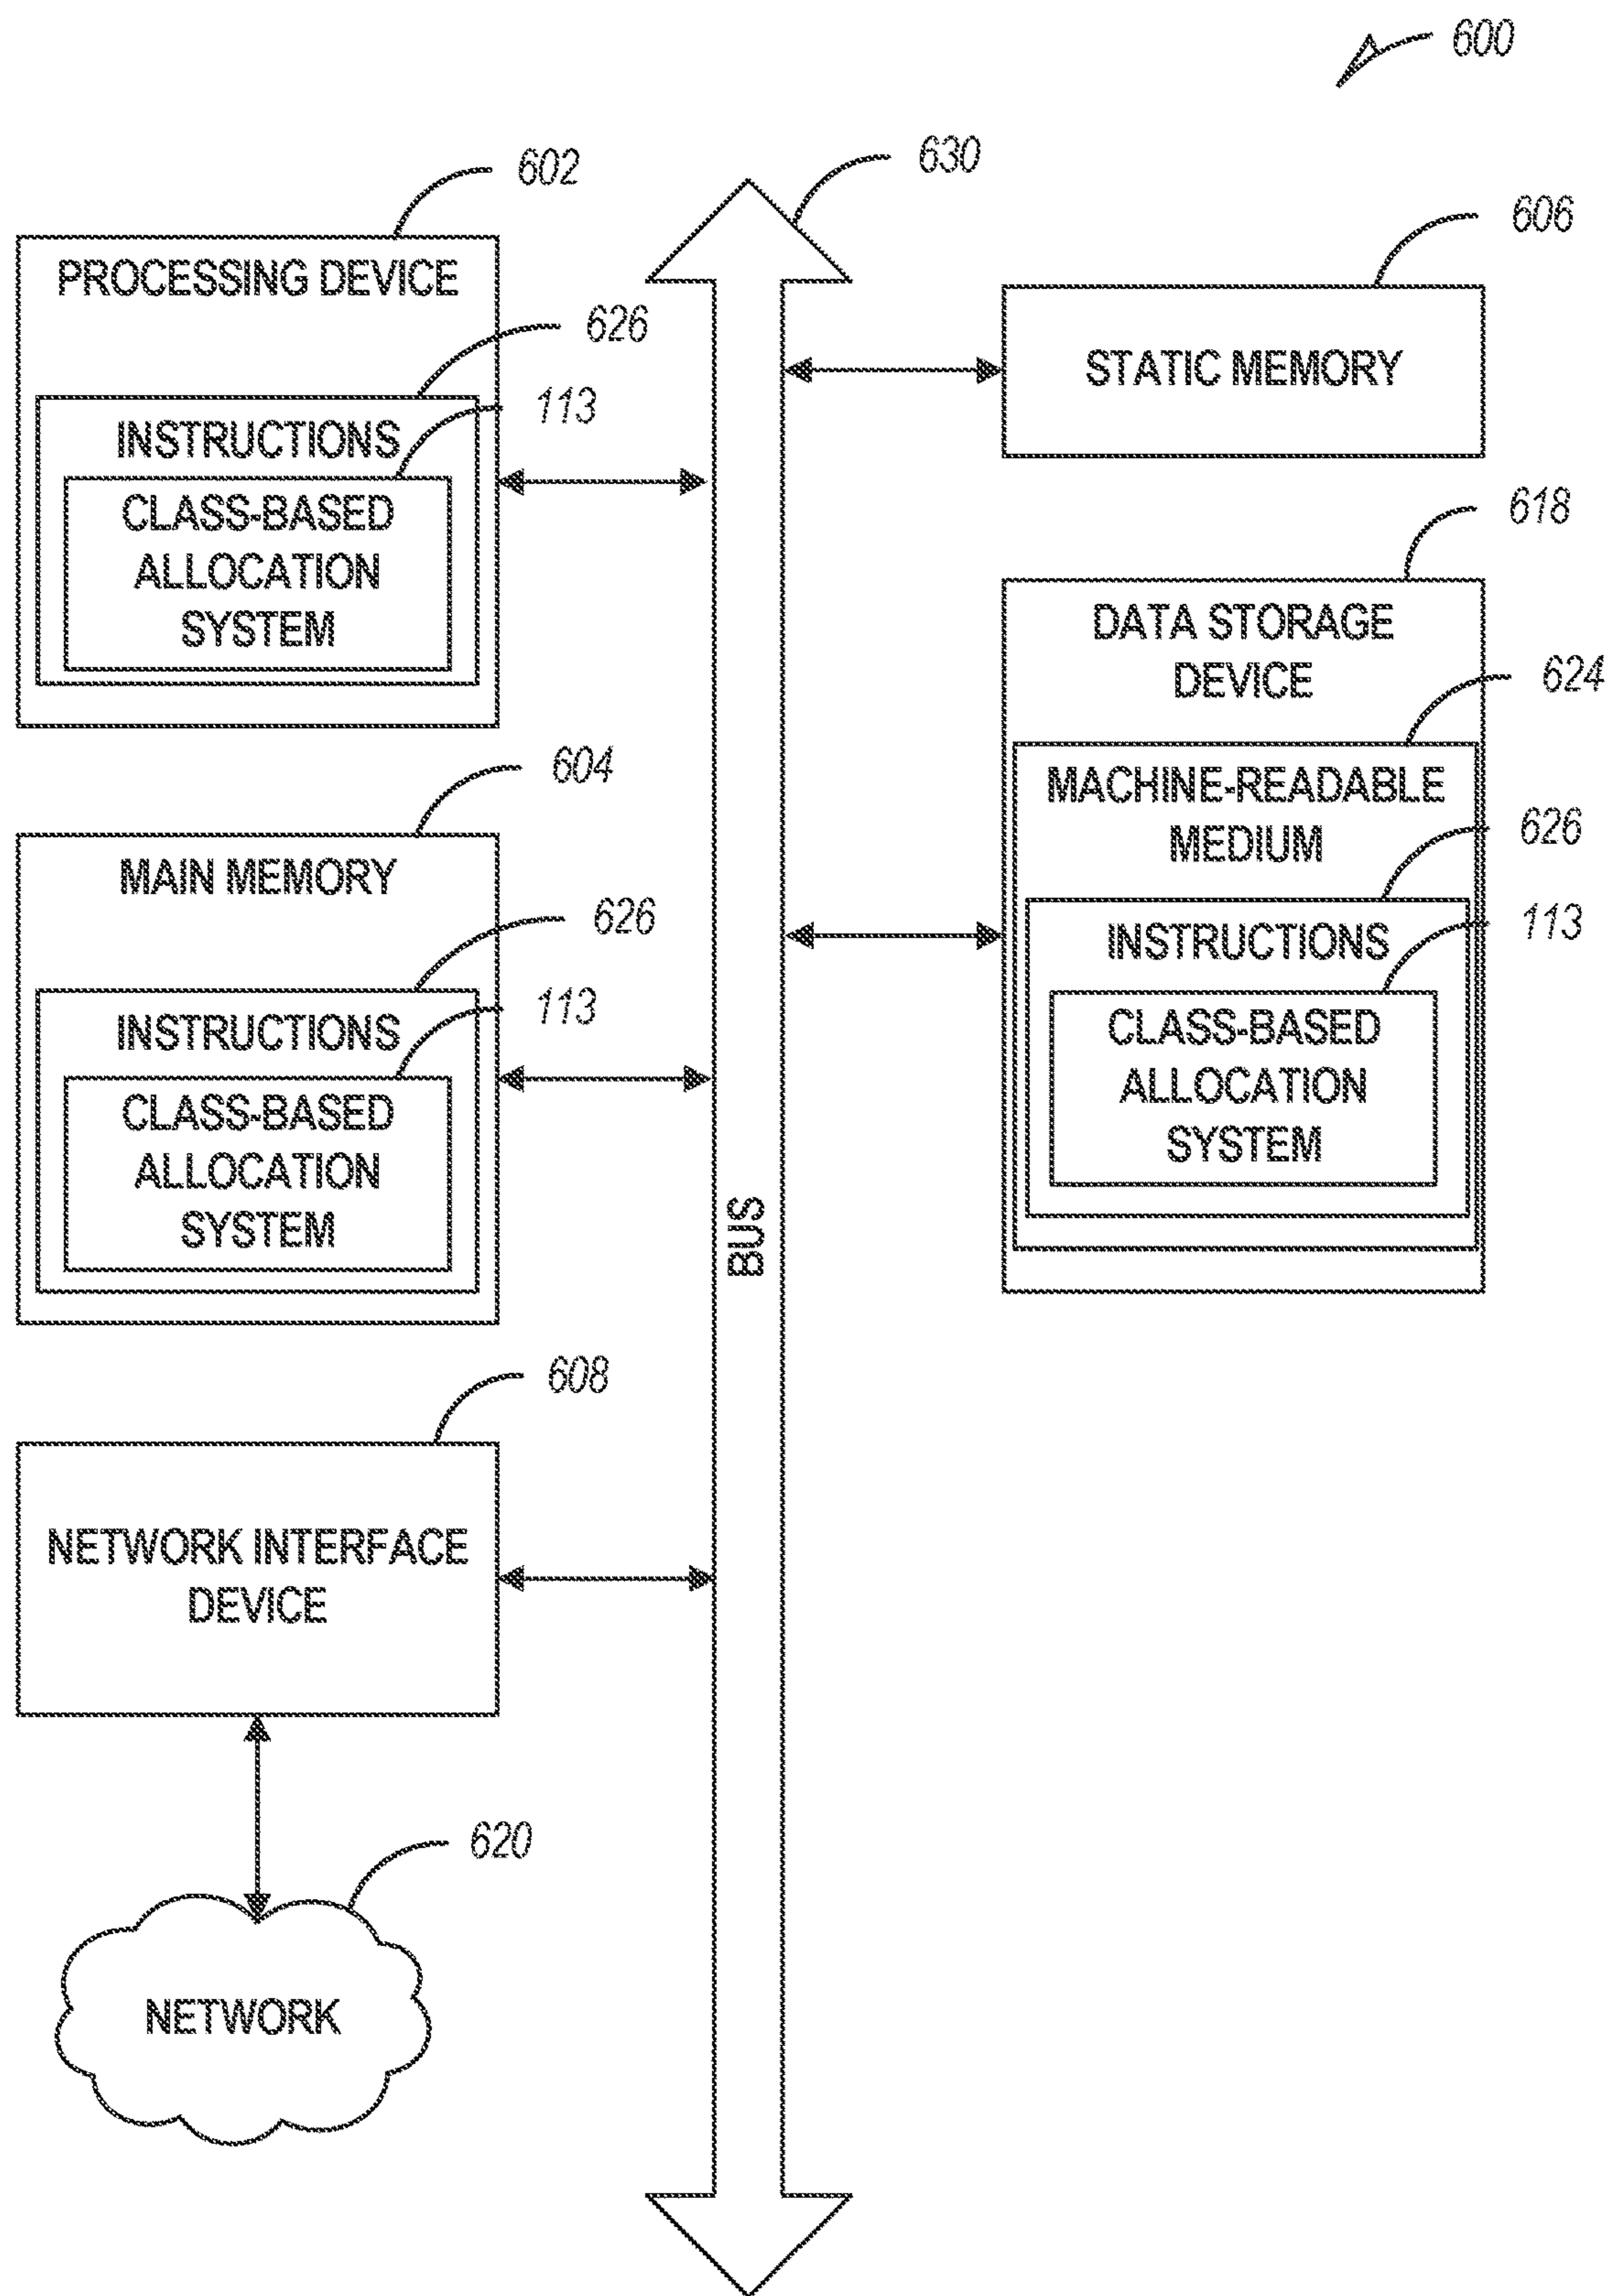 600
602
PROCESSING DEVICE
626
INSTRUCTIONS
113
CLASS-BASED
ALLOCATION
SYSTEM
604
MAIN MEMORY
626
INSTRUCTIONS
113
CLASS-BASED
ALLOCATION
SYSTEM
608
NETWORK INTERFACE
DEVICE
620
NETWORK
630
BUS
606
STATIC MEMORY
618
DATA STORAGE
DEVICE
624
MACHINE-READABLE
MEDIUM
626
INSTRUCTIONS
113
CLASS-BASED
ALLOCATION
SYSTEM